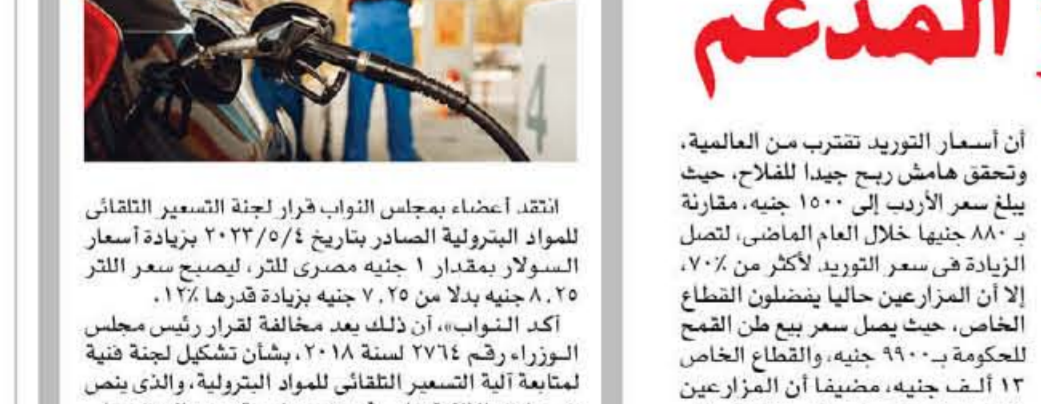 المدعم
أن أسعار التوريد تقترب من العالمية،
وتحقق هامش ربح جيدا للفلاح، حيث
يبلغ سعر الأردب إلى ١٥٠٠ جنيه، مقارنة
بـ ٨٨٠ جنيها خلال العام الماضى، لتصل
الزيادة فى سعر التوريد لأكثر من ٧٠٪،
إلا أن المزارعين حاليا يفضلون القطاع
الخاص، حيث يصل سعر بيع طن القمح
للحكومة بـ٩٩٠٠ جنيه، والقطاع الخاص
١٣ ألف جنيه، مضيفا أن المزارعين
4
انتقد أعضاء بمجلس النواب قرار لجنة التسعير التلقائى
للمواد البترولية الصادر بتاريخ ٢٠٢٣/٥/٤ بزيادة أسعار
السولار بمقدار ١ جنيه مصرى للتر، ليصبح سعر اللتر
٨,٢٥ جنيه بدلا من ٧,٢٥ جنيه بزيادة قدرها ١٢٪.
أكد النواب»، أن ذلك يعد مخالفة لقرار رئيس مجلس
الوزراء رقم ٢٧٦٤ لسنة ٢٠١٨، بشأن تشكيل لجنة فنية
لمتابعة آلية التسعير التلقائى للمواد البترولية، والذى ينص